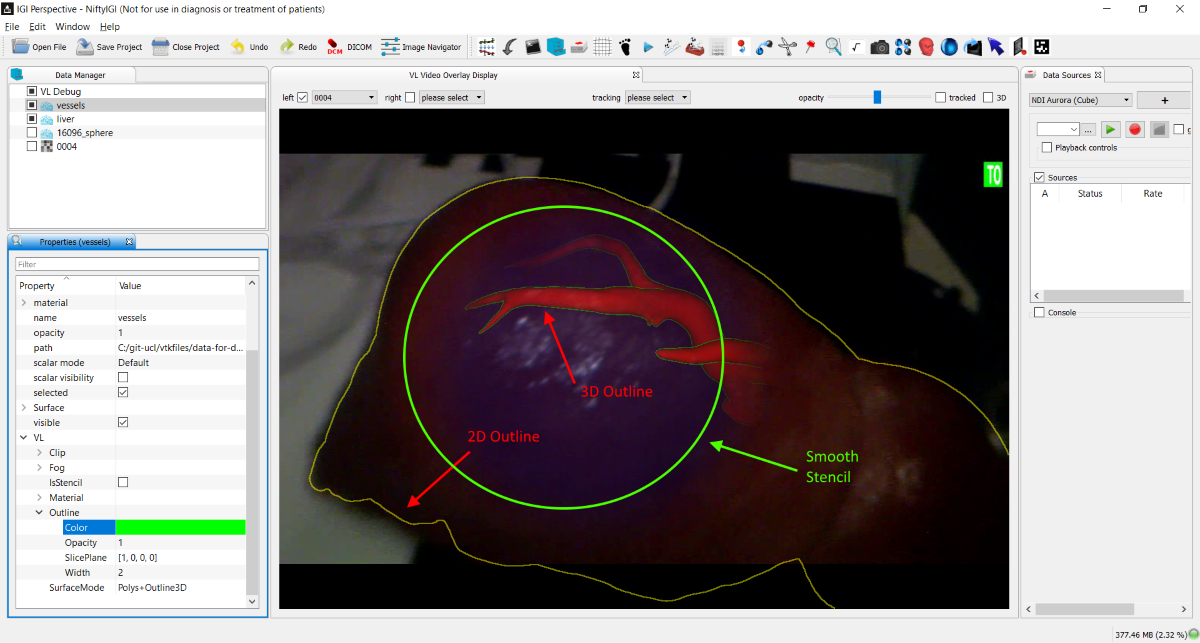 IGI Perspective - NiftyIGI (Not for use in diagnosis or treatment of patients)
File Edit Window Help
Open File Save Project Close Project Undo Redo DCM DICOM Image Navigator
Data Manager
VL Debug
vessels
liver
16096_sphere
0004
Properties (vessels)
Filter
Property Value
material
name vessels
opacity 1
path C:/git-ucl/vtkfiles/data-for-d...
scalar mode Default
scalar visibility
selected
Surface
visible
VL
Clip
Fog
IsStencil
Material
Outline
Color
Opacity 1
SlicePlane [1, 0, 0, 0]
Width 2
SurfaceMode Polys+Outline3D
VL Video Overlay Display
left 0004 right please select tracking please select opacity tracked 3D
TO
3D Outline
2D Outline
Smooth
Stencil
Data Sources
NDI Aurora (Cube) +
...
Playback controls
Sources
A Status Rate
Console
377.46 MB (2.32 %)